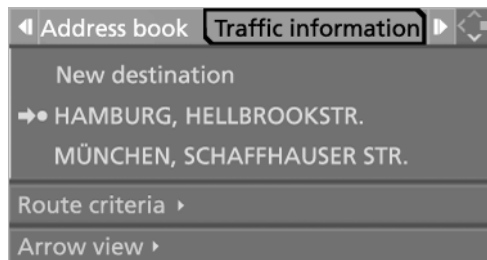 Address book Traffic information
New destination
HAMBURG, HELLBROOKSTR.
MÜNCHEN, SCHAFFHAUSER STR.
Route criteria
Arrow view